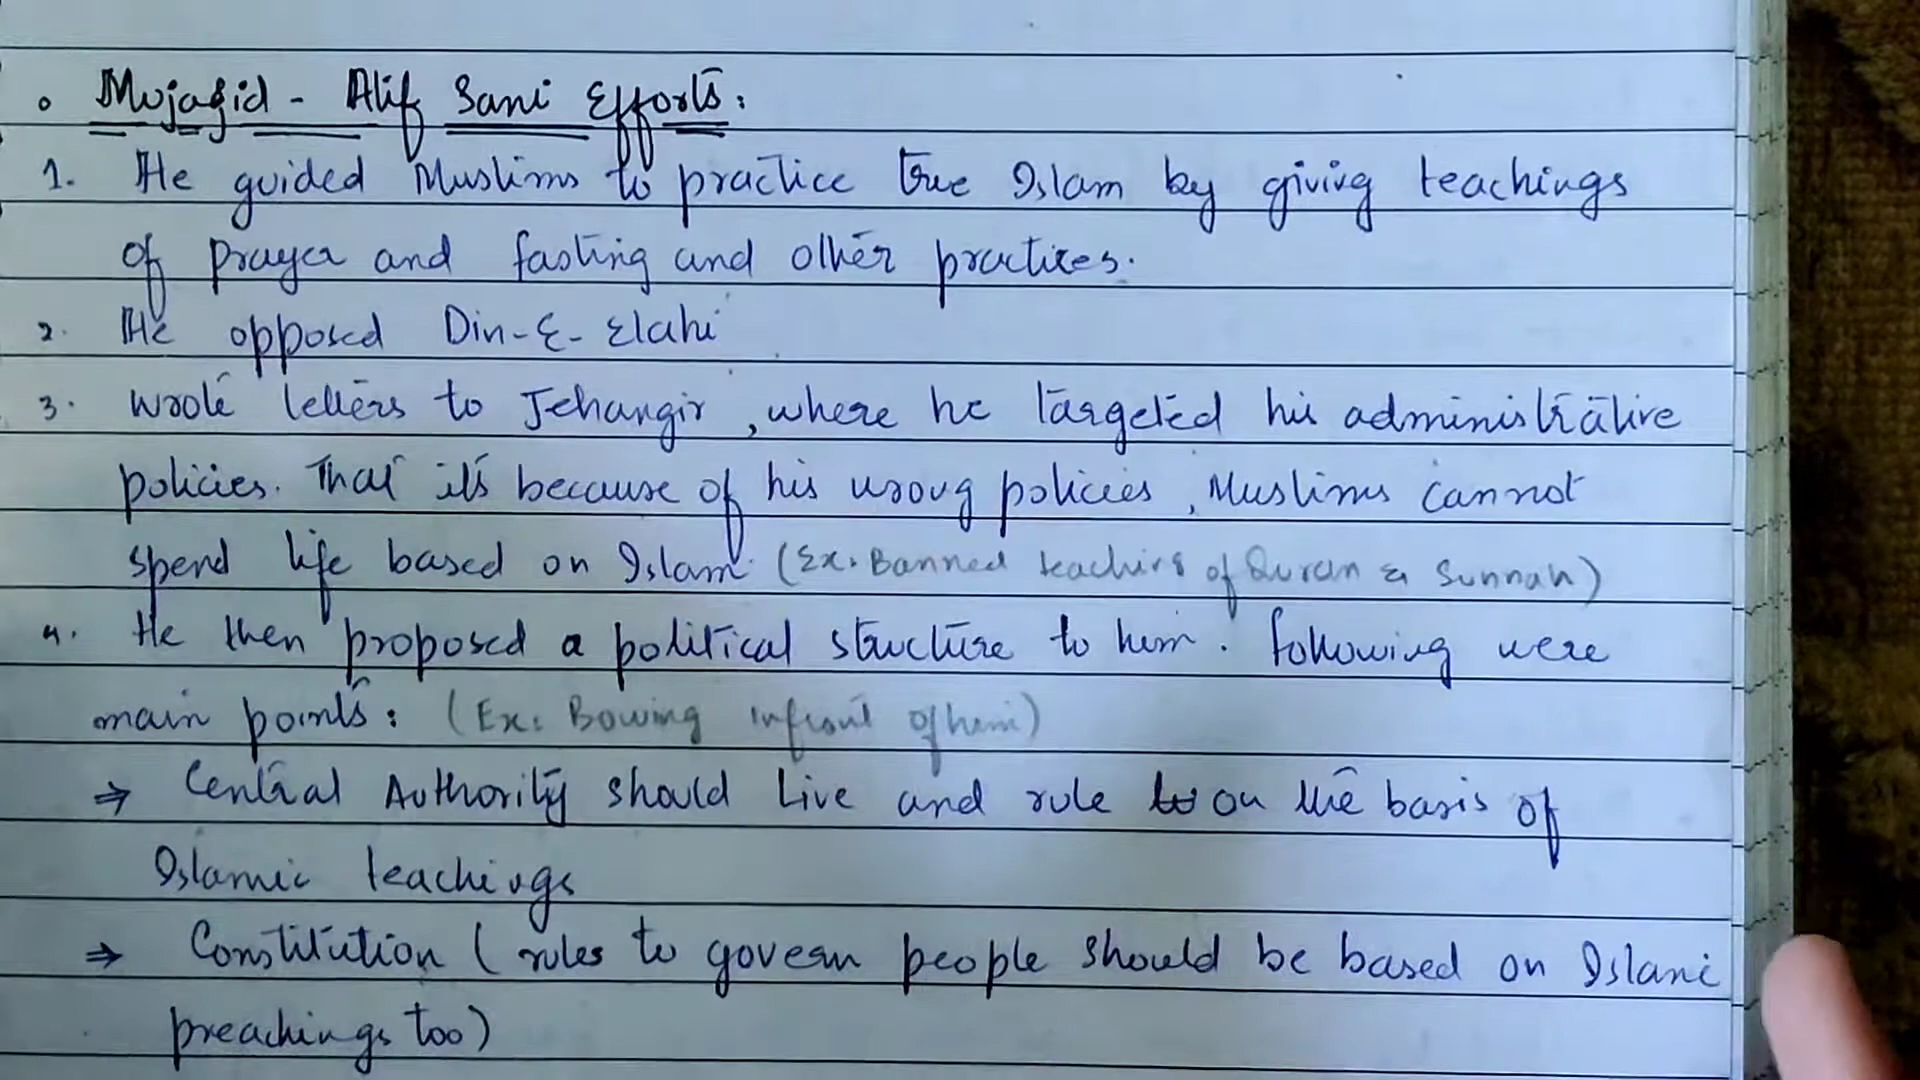 Mujadid - Alif Sani Efforts:
1. He guided Muslims to practice true Islam by giving teachings
of prayer and fasting and other practices.
2. He opposed Din-E-Elahi
3. Wrote letters to Jehangir, where he targeted his administrative
policies. That it's because of his wrong policies, Muslims cannot
spend life based on Islam. (Ex: Banned teachings of Quran & Sunnah)
4. He then proposed a political structure to him. Following were
main points: (Ex: Bowing infront of him)
⇒ Central Authority should Live and rule on the basis of
Islamic teachings
⇒ Constitution (rules to govern people should be based on Islamic
preachings too)